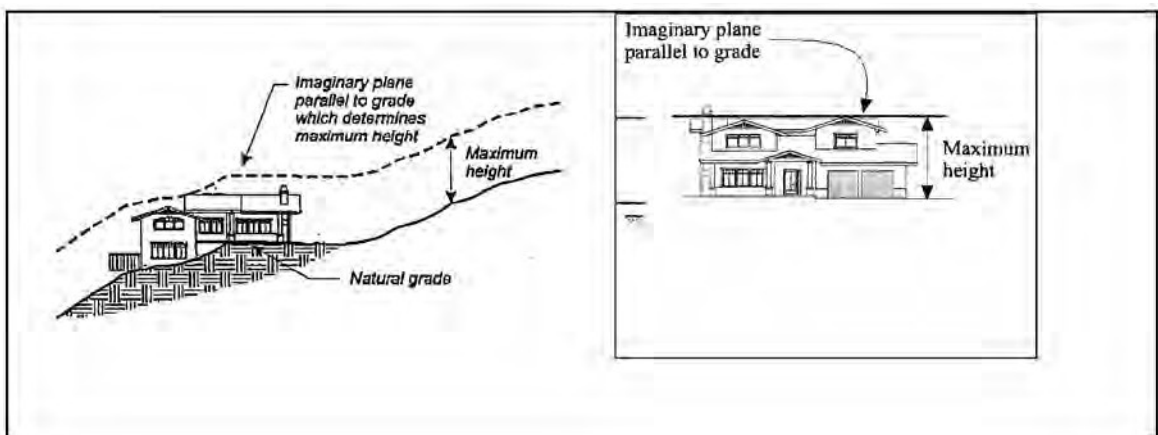 Imaginary plane
parallel to grade
which determines
maximum height
Maximum
height
Natural grade
Imaginary plane
parallel to grade
Maximum
height